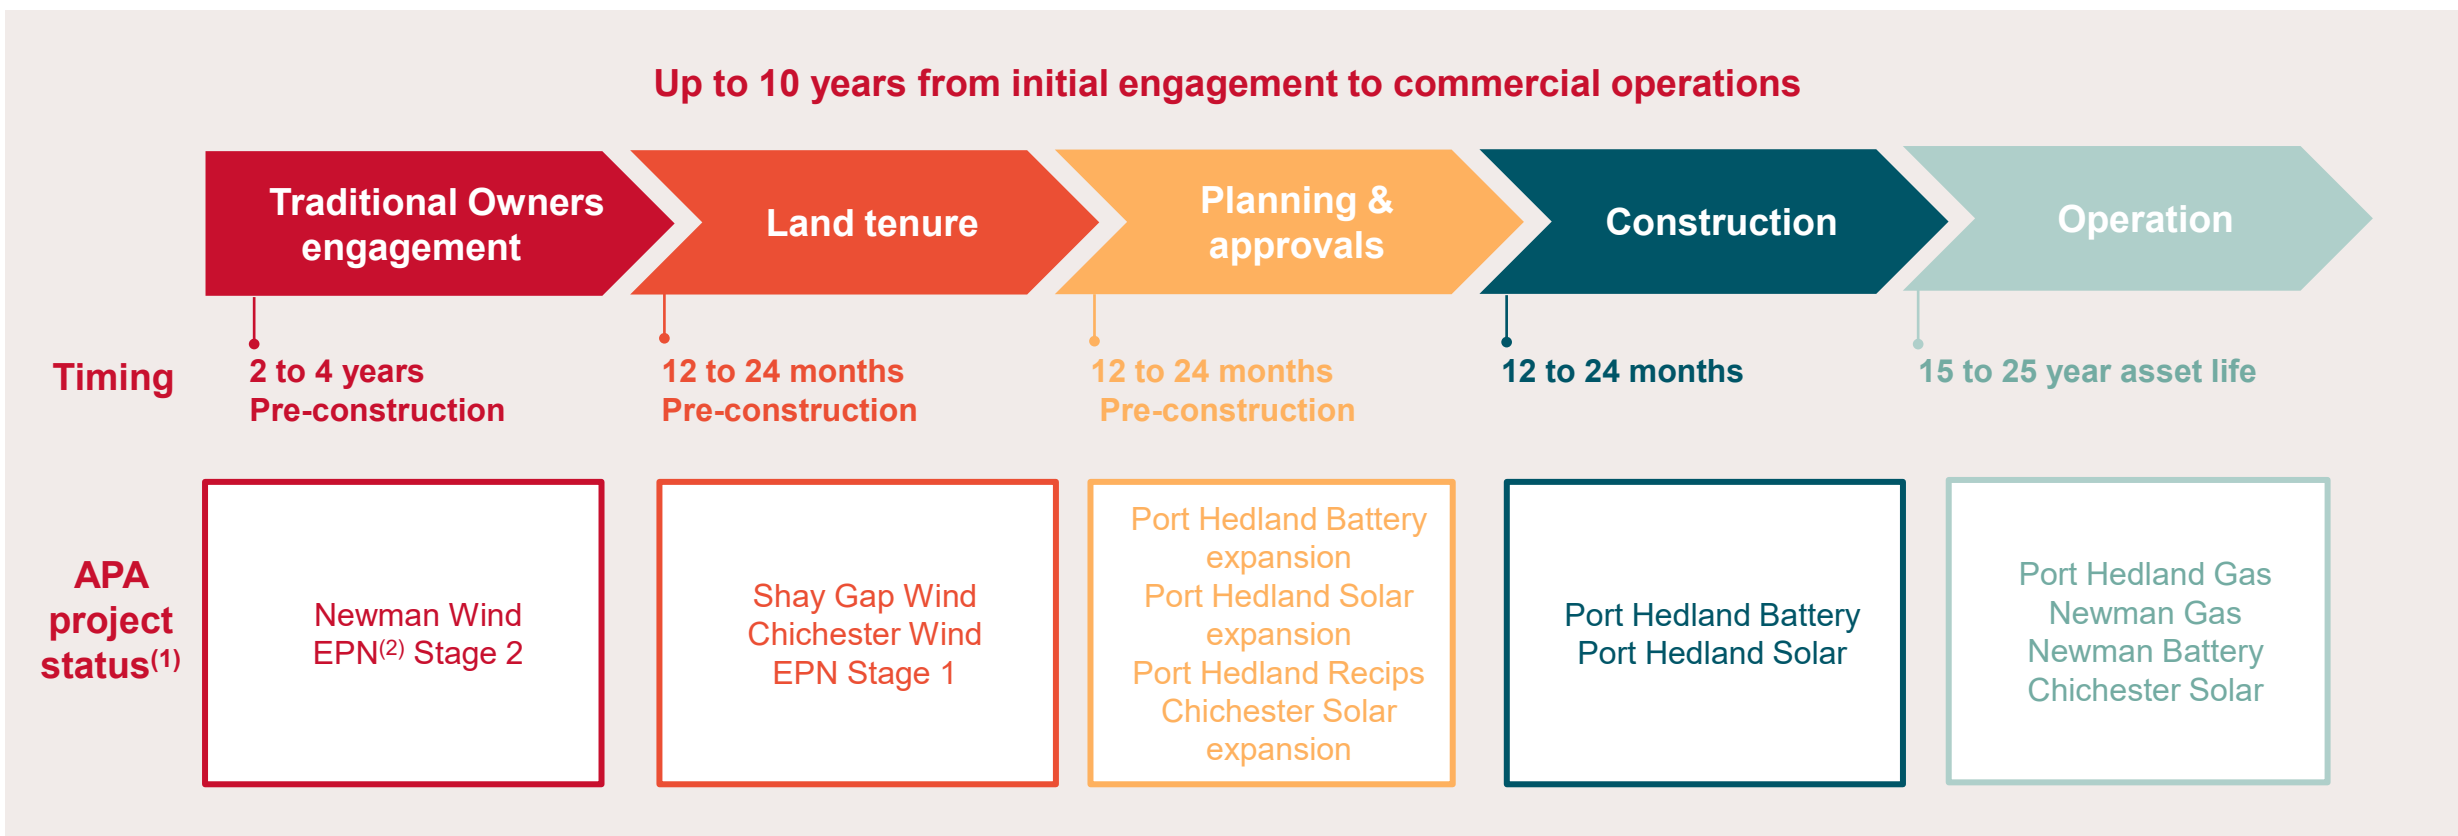 Up to 10 years from initial engagement to commercial operations
Traditional Owners
engagement
Land tenure
Planning &
approvals
Construction
Operation
Timing
2 to 4 years
Pre-construction
12 to 24 months
Pre-construction
12 to 24 months
Pre-construction
12 to 24 months
15 to 25 year asset life
APA
project
status(1)
Newman Wind
EPN(2) Stage 2
Shay Gap Wind
Chichester Wind
EPN Stage 1
Port Hedland Battery
expansion
Port Hedland Solar
expansion
Port Hedland Recips
Chichester Solar
expansion
Port Hedland Battery
Port Hedland Solar
Port Hedland Gas
Newman Gas
Newman Battery
Chichester Solar